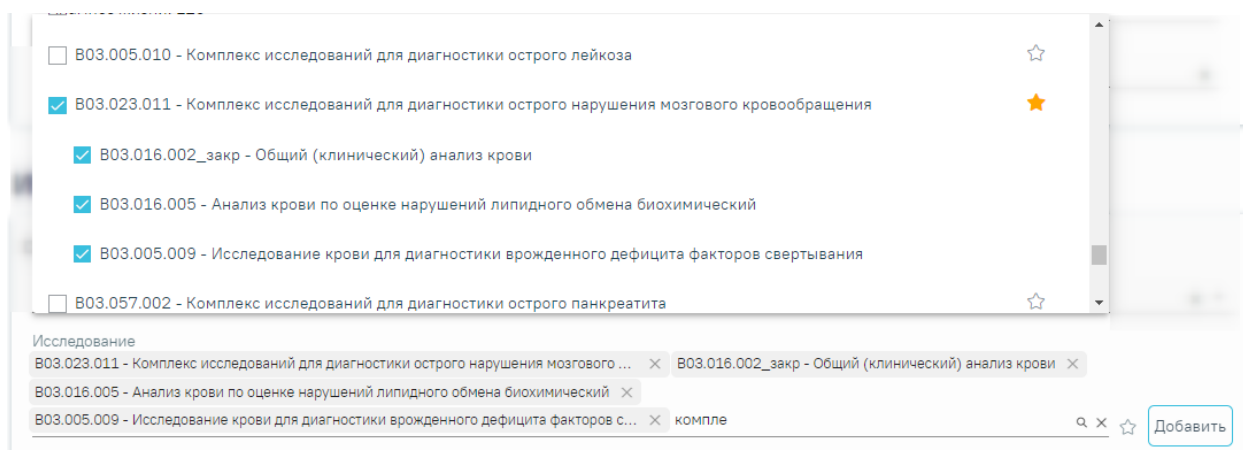 B03.005.010 - Комплекс исследований для диагностики острого лейкоза
B03.023.011 - Комплекс исследований для диагностики острого нарушения мозгового кровообращения
B03.016.002_закр - Общий (клинический) анализ крови
B03.016.005 - Анализ крови по оценке нарушений липидного обмена биохимический
B03.005.009 - Исследование крови для диагностики врожденного дефицита факторов свертывания
B03.057.002 - Комплекс исследований для диагностики острого панкреатита
Исследование
B03.023.011 - Комплекс исследований для диагностики острого нарушения мозгового ... B03.016.002_закр - Общий (клинический) анализ крови
B03.016.005 - Анализ крови по оценке нарушений липидного обмена биохимический
B03.005.009 - Исследование крови для диагностики врожденного дефицита факторов с... компле
Добавить